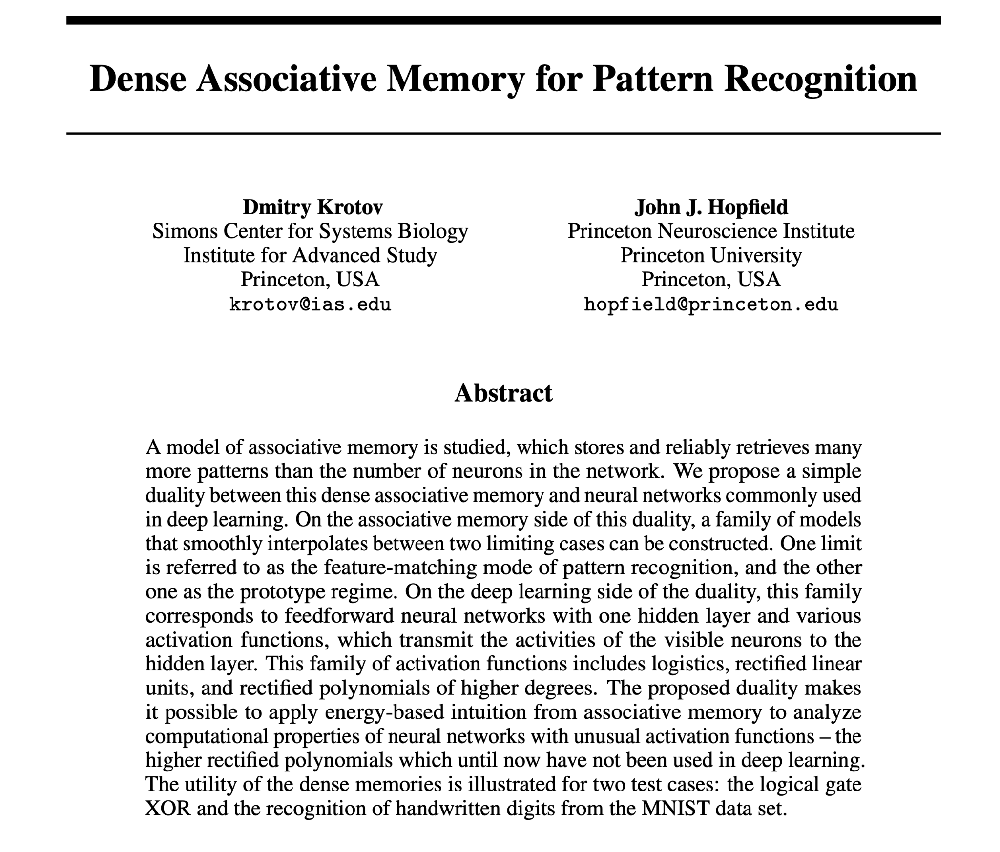 Dense Associative Memory for Pattern Recognition
Dmitry Krotov
Simons Center for Systems Biology
Institute for Advanced Study
Princeton, USA
krotov@ias.edu
John J. Hopfield
Princeton Neuroscience Institute
Princeton University
Princeton, USA
hopfield@princeton.edu
Abstract
A model of associative memory is studied, which stores and reliably retrieves many
more patterns than the number of neurons in the network. We propose a simple
duality between this dense associative memory and neural networks commonly used
in deep learning. On the associative memory side of this duality, a family of models
that smoothly interpolates between two limiting cases can be constructed. One limit
is referred to as the feature-matching mode of pattern recognition, and the other
one as the prototype regime. On the deep learning side of the duality, this family
corresponds to feedforward neural networks with one hidden layer and various
activation functions, which transmit the activities of the visible neurons to the
hidden layer. This family of activation functions includes logistics, rectified linear
units, and rectified polynomials of higher degrees. The proposed duality makes
it possible to apply energy-based intuition from associative memory to analyze
computational properties of neural networks with unusual activation functions – the
higher rectified polynomials which until now have not been used in deep learning.
The utility of the dense memories is illustrated for two test cases: the logical gate
XOR and the recognition of handwritten digits from the MNIST data set.